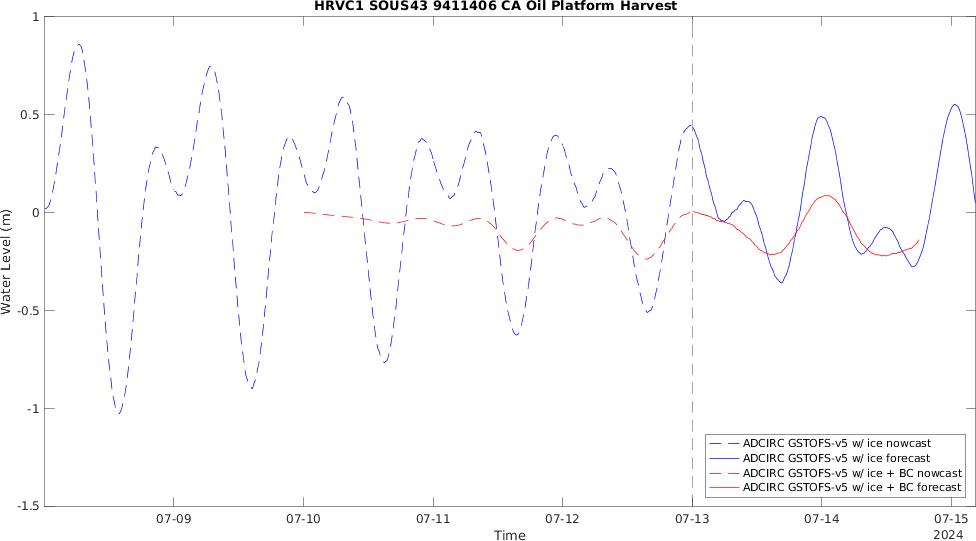 HRVC1 SOUS43 9411406 CA Oil Platform Harvest
1
0.5
0
-0.5
-1
-1.5
Water Level (m)
07-09 07-10 07-11 07-12 07-13 07-14 07-15
Time
2024
ADCIRC GSTOFS-v5 w/ ice nowcast
ADCIRC GSTOFS-v5 w/ ice forecast
ADCIRC GSTOFS-v5 w/ ice + BC nowcast
ADCIRC GSTOFS-v5 w/ ice + BC forecast